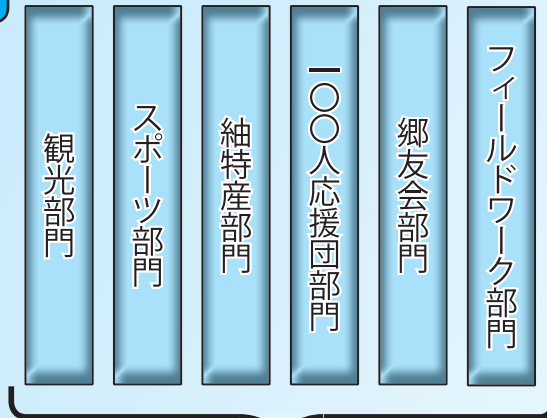 フィールドワーク部門
郷友会部門
一〇〇人応援団部門
紬特産部門
スポーツ部門
観光部門